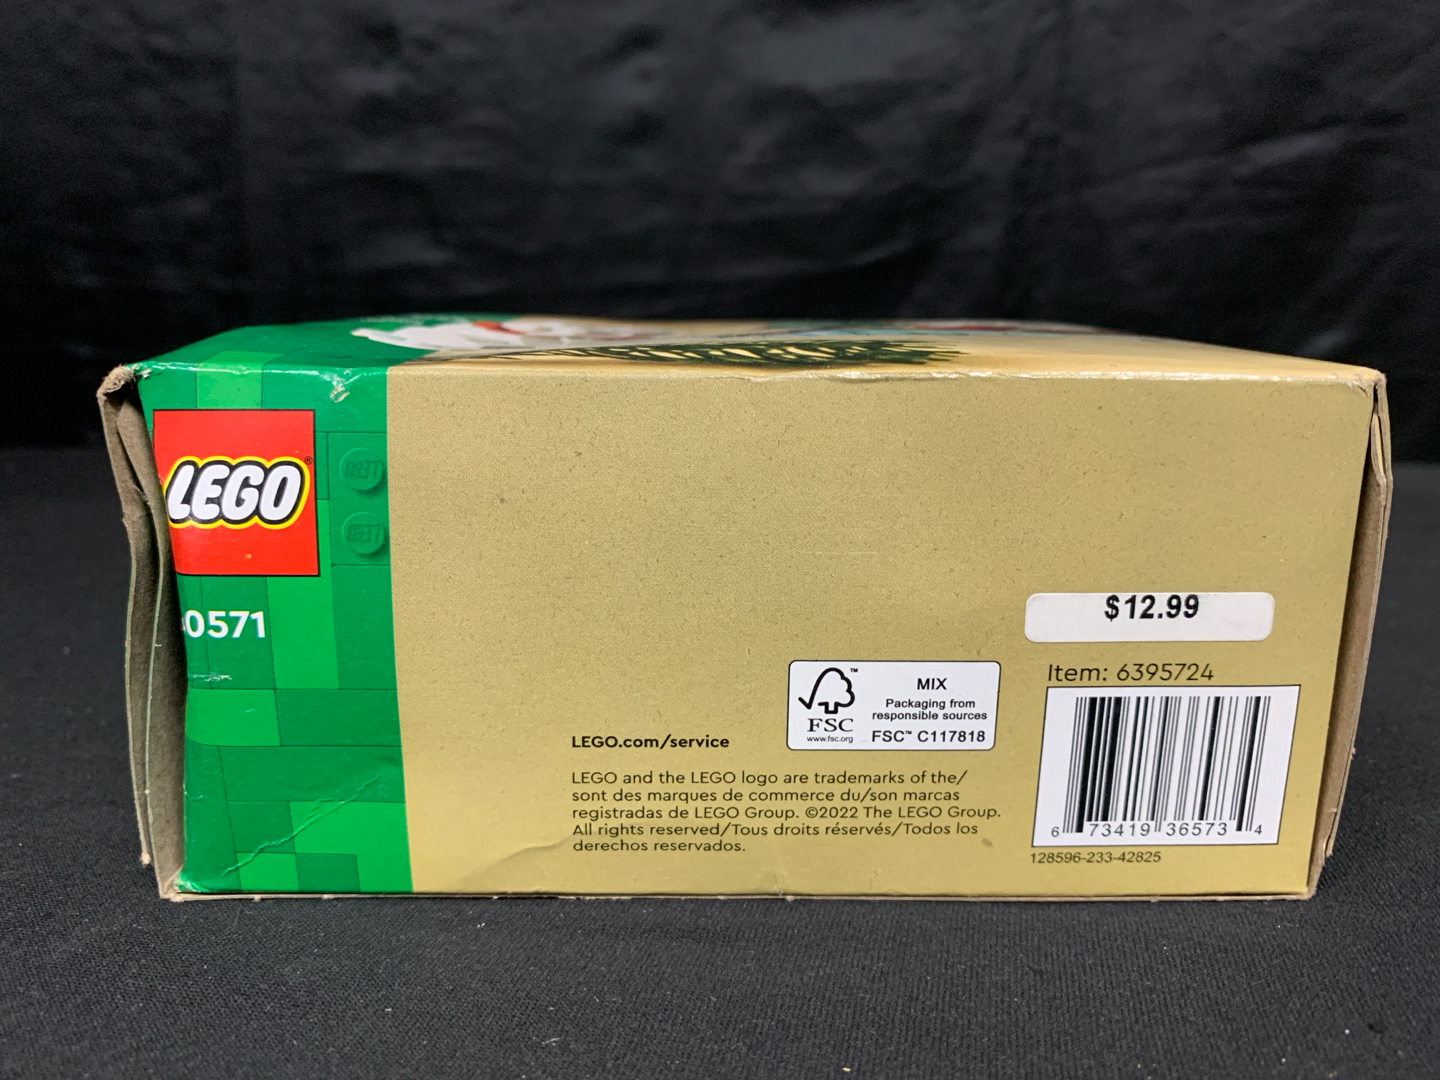 LEGO
0571
$12.99
Item: 6395724
FSC
www.fsc.org
MIX
Packaging from
responsible sources
FSC™ C117818
LEGO.com/service
LEGO and the LEGO logo are trademarks of the/
sont des marques de commerce du/son marcas
registradas de LEGO Group. ©2022 The LEGO Group.
All rights reserved/Tous droits réservés/Todos los
derechos reservados.
6 73419 36573 4
128596-233-42825